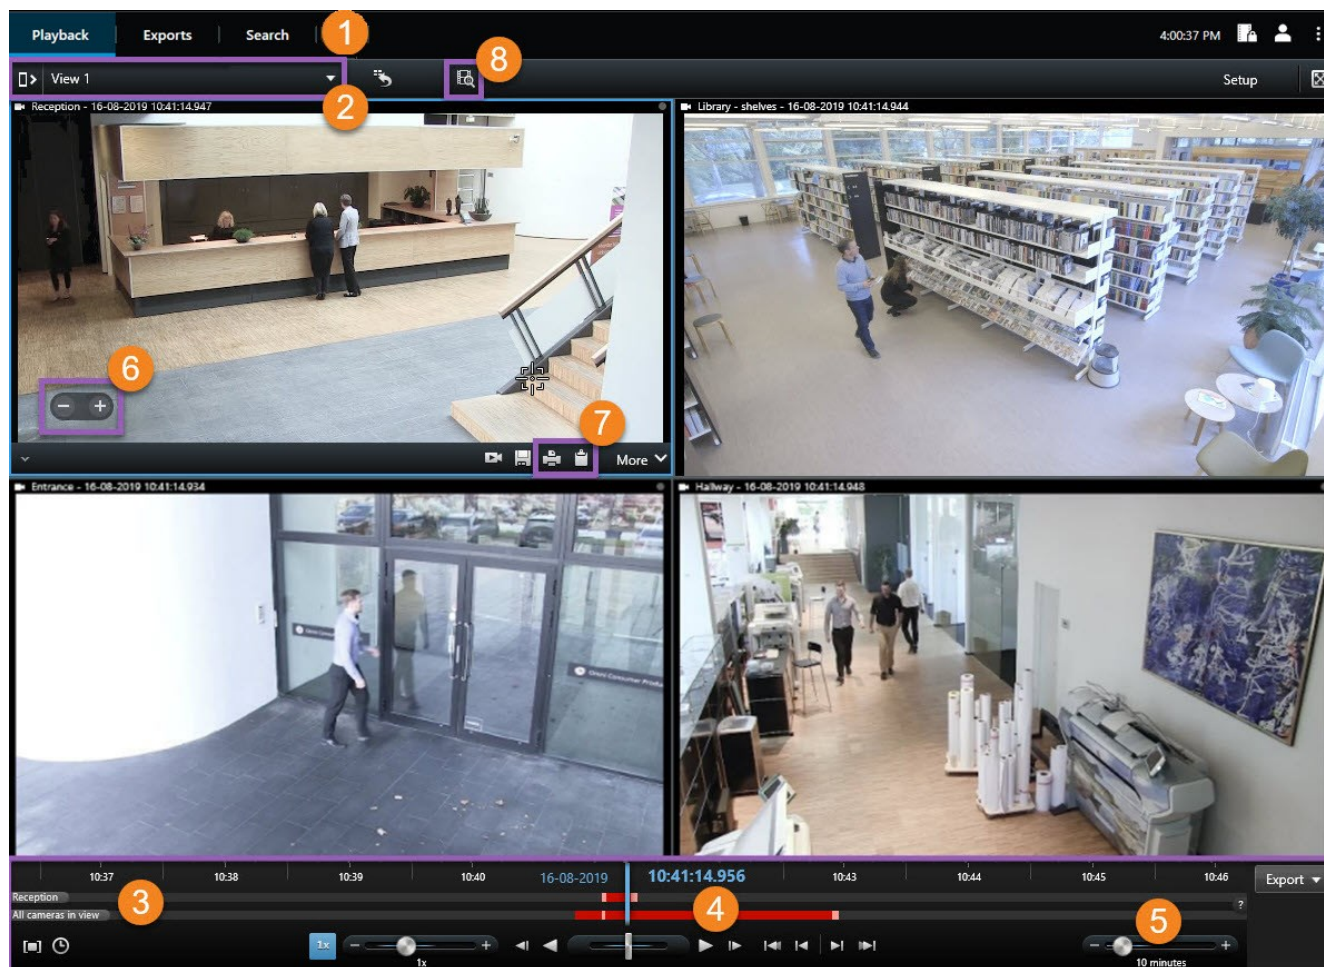 Playback Exports Search 1 4:00:37 PM
View 1 8 Setup
2
Reception - 16-08-2019 10:41:14.947
Library - shelves - 16-08-2019 10:41:14.944
6
7
More
Entrance - 16-08-2019 10:41:14.934
Hallway - 16-08-2019 10:41:14.948
Omni Consumer Produ
10:37 10:38 10:39 10:40 16-08-2019 10:41:14.956 10:43 10:44 10:45 10:46 Export
Reception 3 4 ?
All cameras in view 5
1x
1x 10 minutes